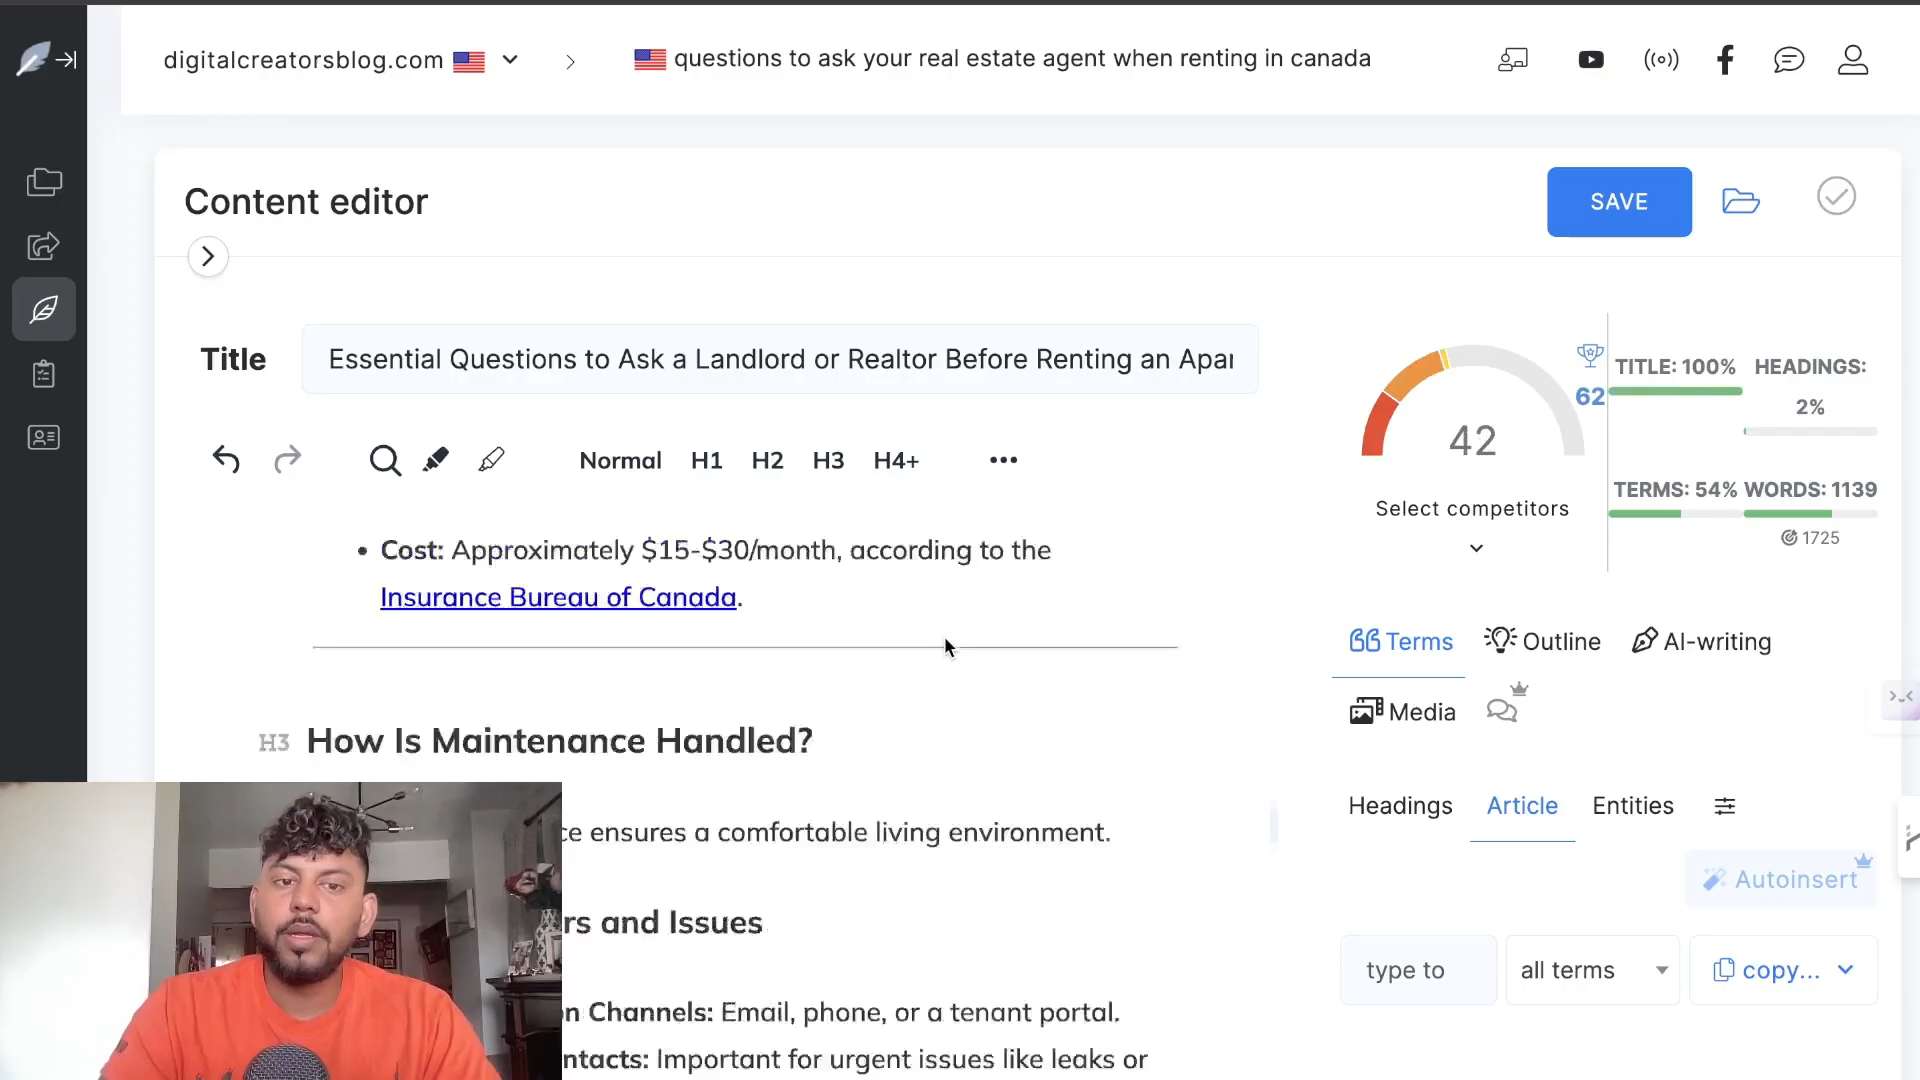 digitalcreatorsblog.com
questions to ask your real estate agent when renting in canada
Content editor
SAVE
Title
Essential Questions to Ask a Landlord or Realtor Before Renting an Apar
Normal H1 H2 H3 H4+
Cost: Approximately $15-$30/month, according to the
Insurance Bureau of Canada.
H3 How Is Maintenance Handled?
ce ensures a comfortable living environment.
rs and Issues
n Channels: Email, phone, or a tenant portal.
ntacts: Important for urgent issues like leaks or
42
62
Select competitors
TITLE: 100%
HEADINGS:
2%
TERMS: 54%
WORDS: 1139
1725
Terms
Outline
AI-writing
Media
Headings
Article
Entities
Autoinsert
type to
all terms
copy...